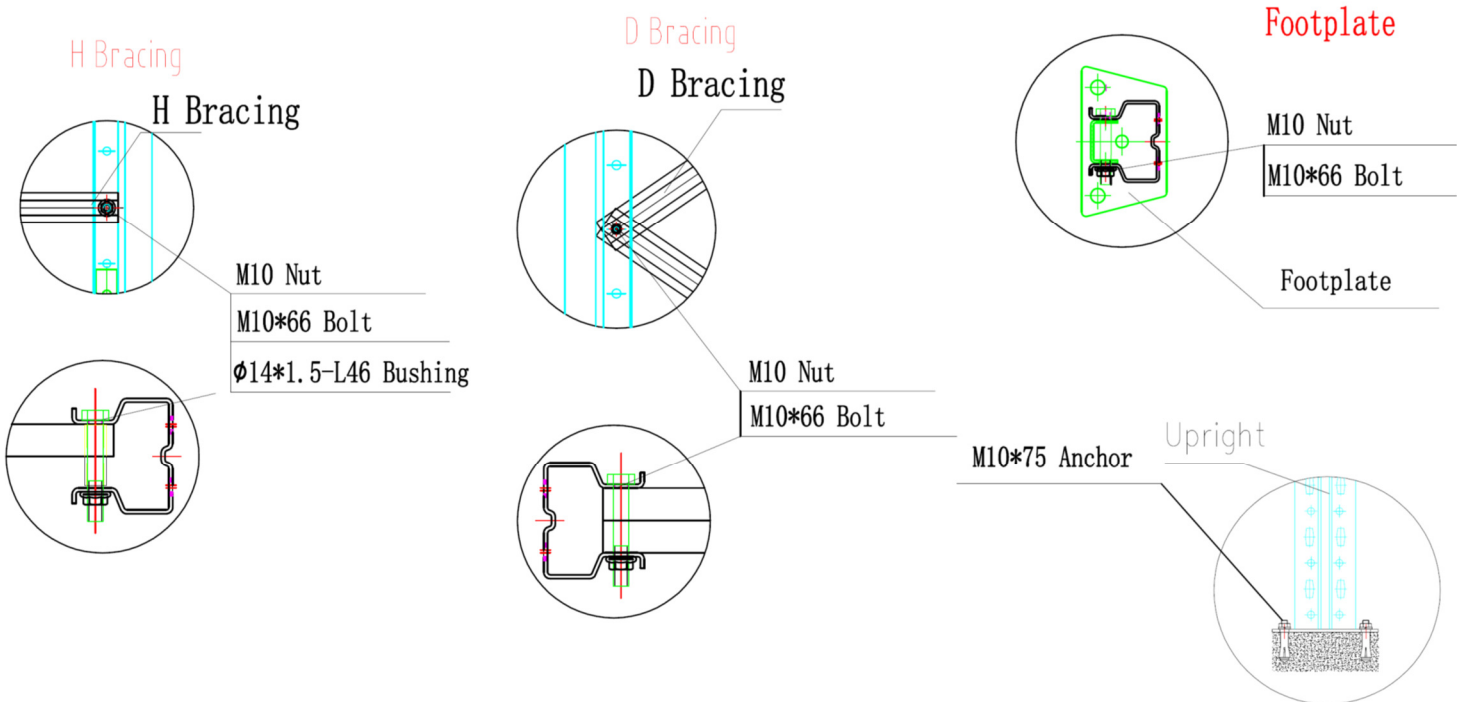 H Bracing
H Bracing
M10 Nut
M10*66 Bolt
ϕ14*1.5-L46 Bushing
D Bracing
D Bracing
M10 Nut
M10*66 Bolt
Footplate
M10 Nut
M10*66 Bolt
Footplate
M10*75 Anchor
Upright